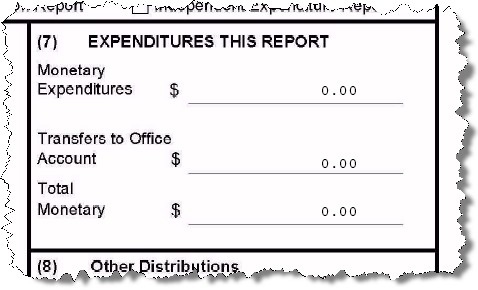 Report
(7) EXPENDITURES THIS REPORT
Monetary
Expenditures $ 0.00
Transfers to Office
Account $ 0.00
Total
Monetary $ 0.00
(8) Other Distributions